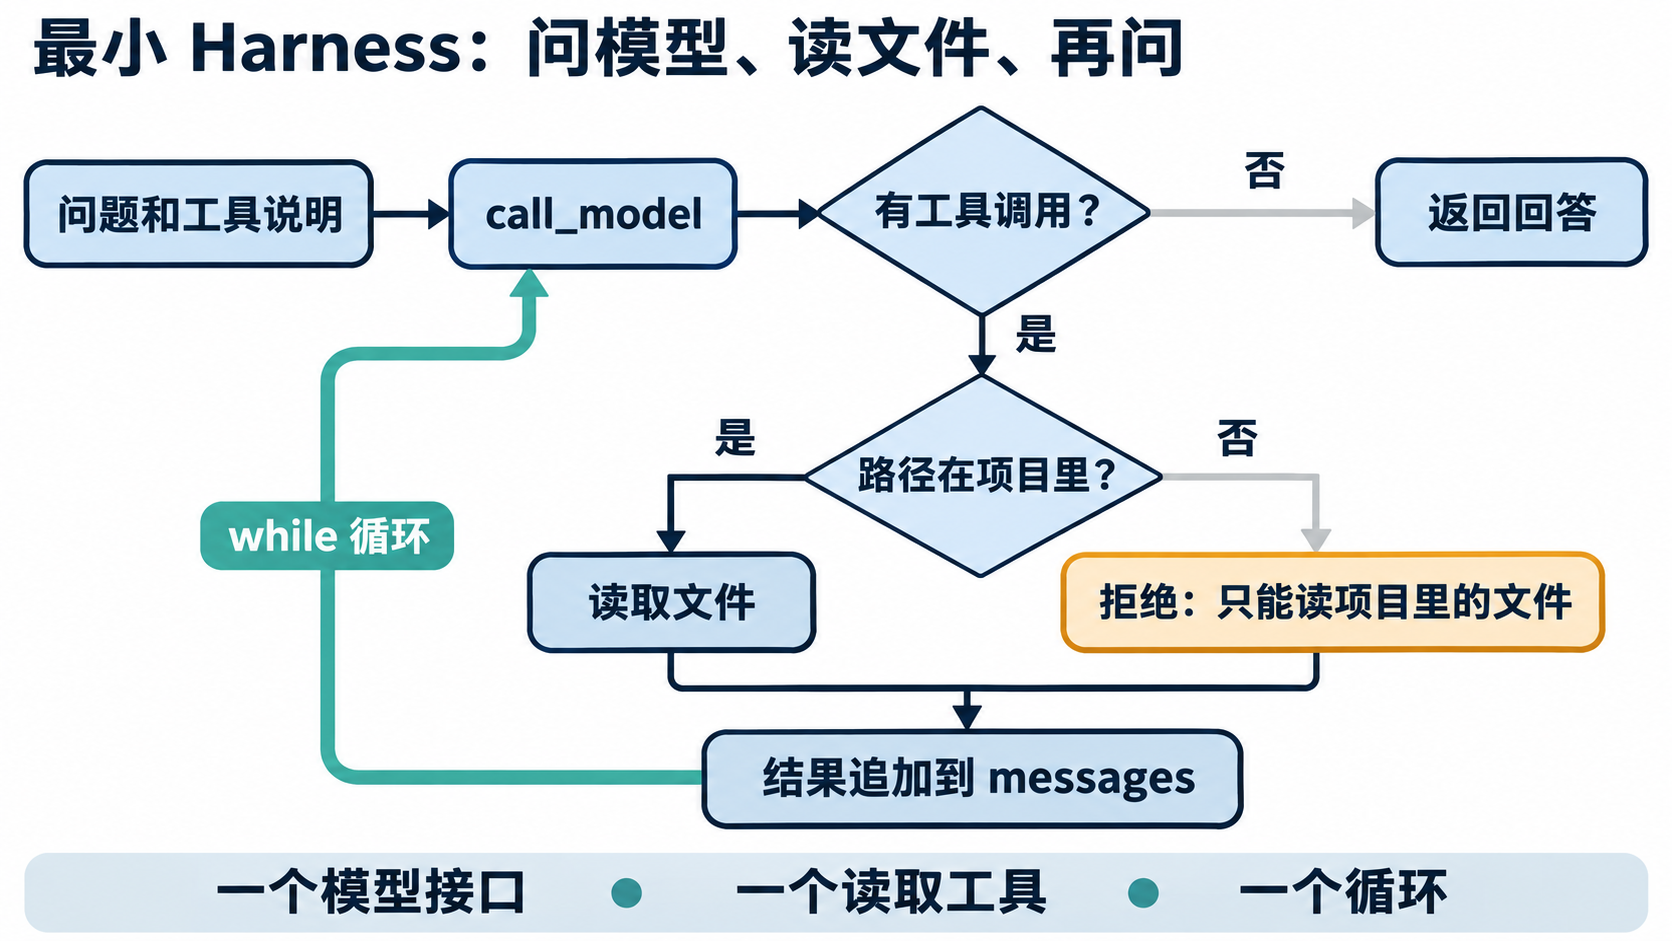 最小 Harness：问模型、读文件、再问
问题和工具说明
call_model
有工具调用？
否
返回回答
是
路径在项目里？
是
否
while 循环
读取文件
拒绝：只能读项目里的文件
结果追加到 messages
一个模型接口 ● 一个读取工具 ● 一个循环